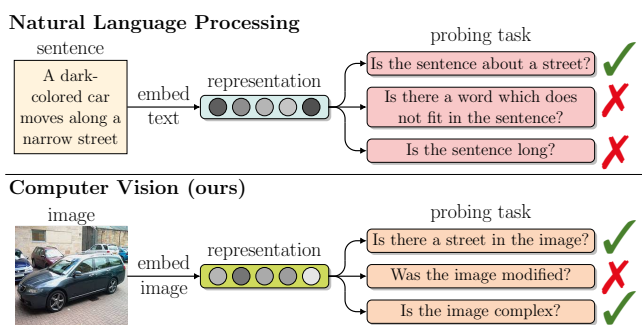 Natural Language Processing
sentence
A dark-
colored car
moves along a
narrow street
embed
text
representation
probing task
Is the sentence about a street?
Is there a word which does
not fit in the sentence?
Is the sentence long?
Computer Vision (ours)
image
embed
image
representation
probing task
Is there a street in the image?
Was the image modified?
Is the image complex?